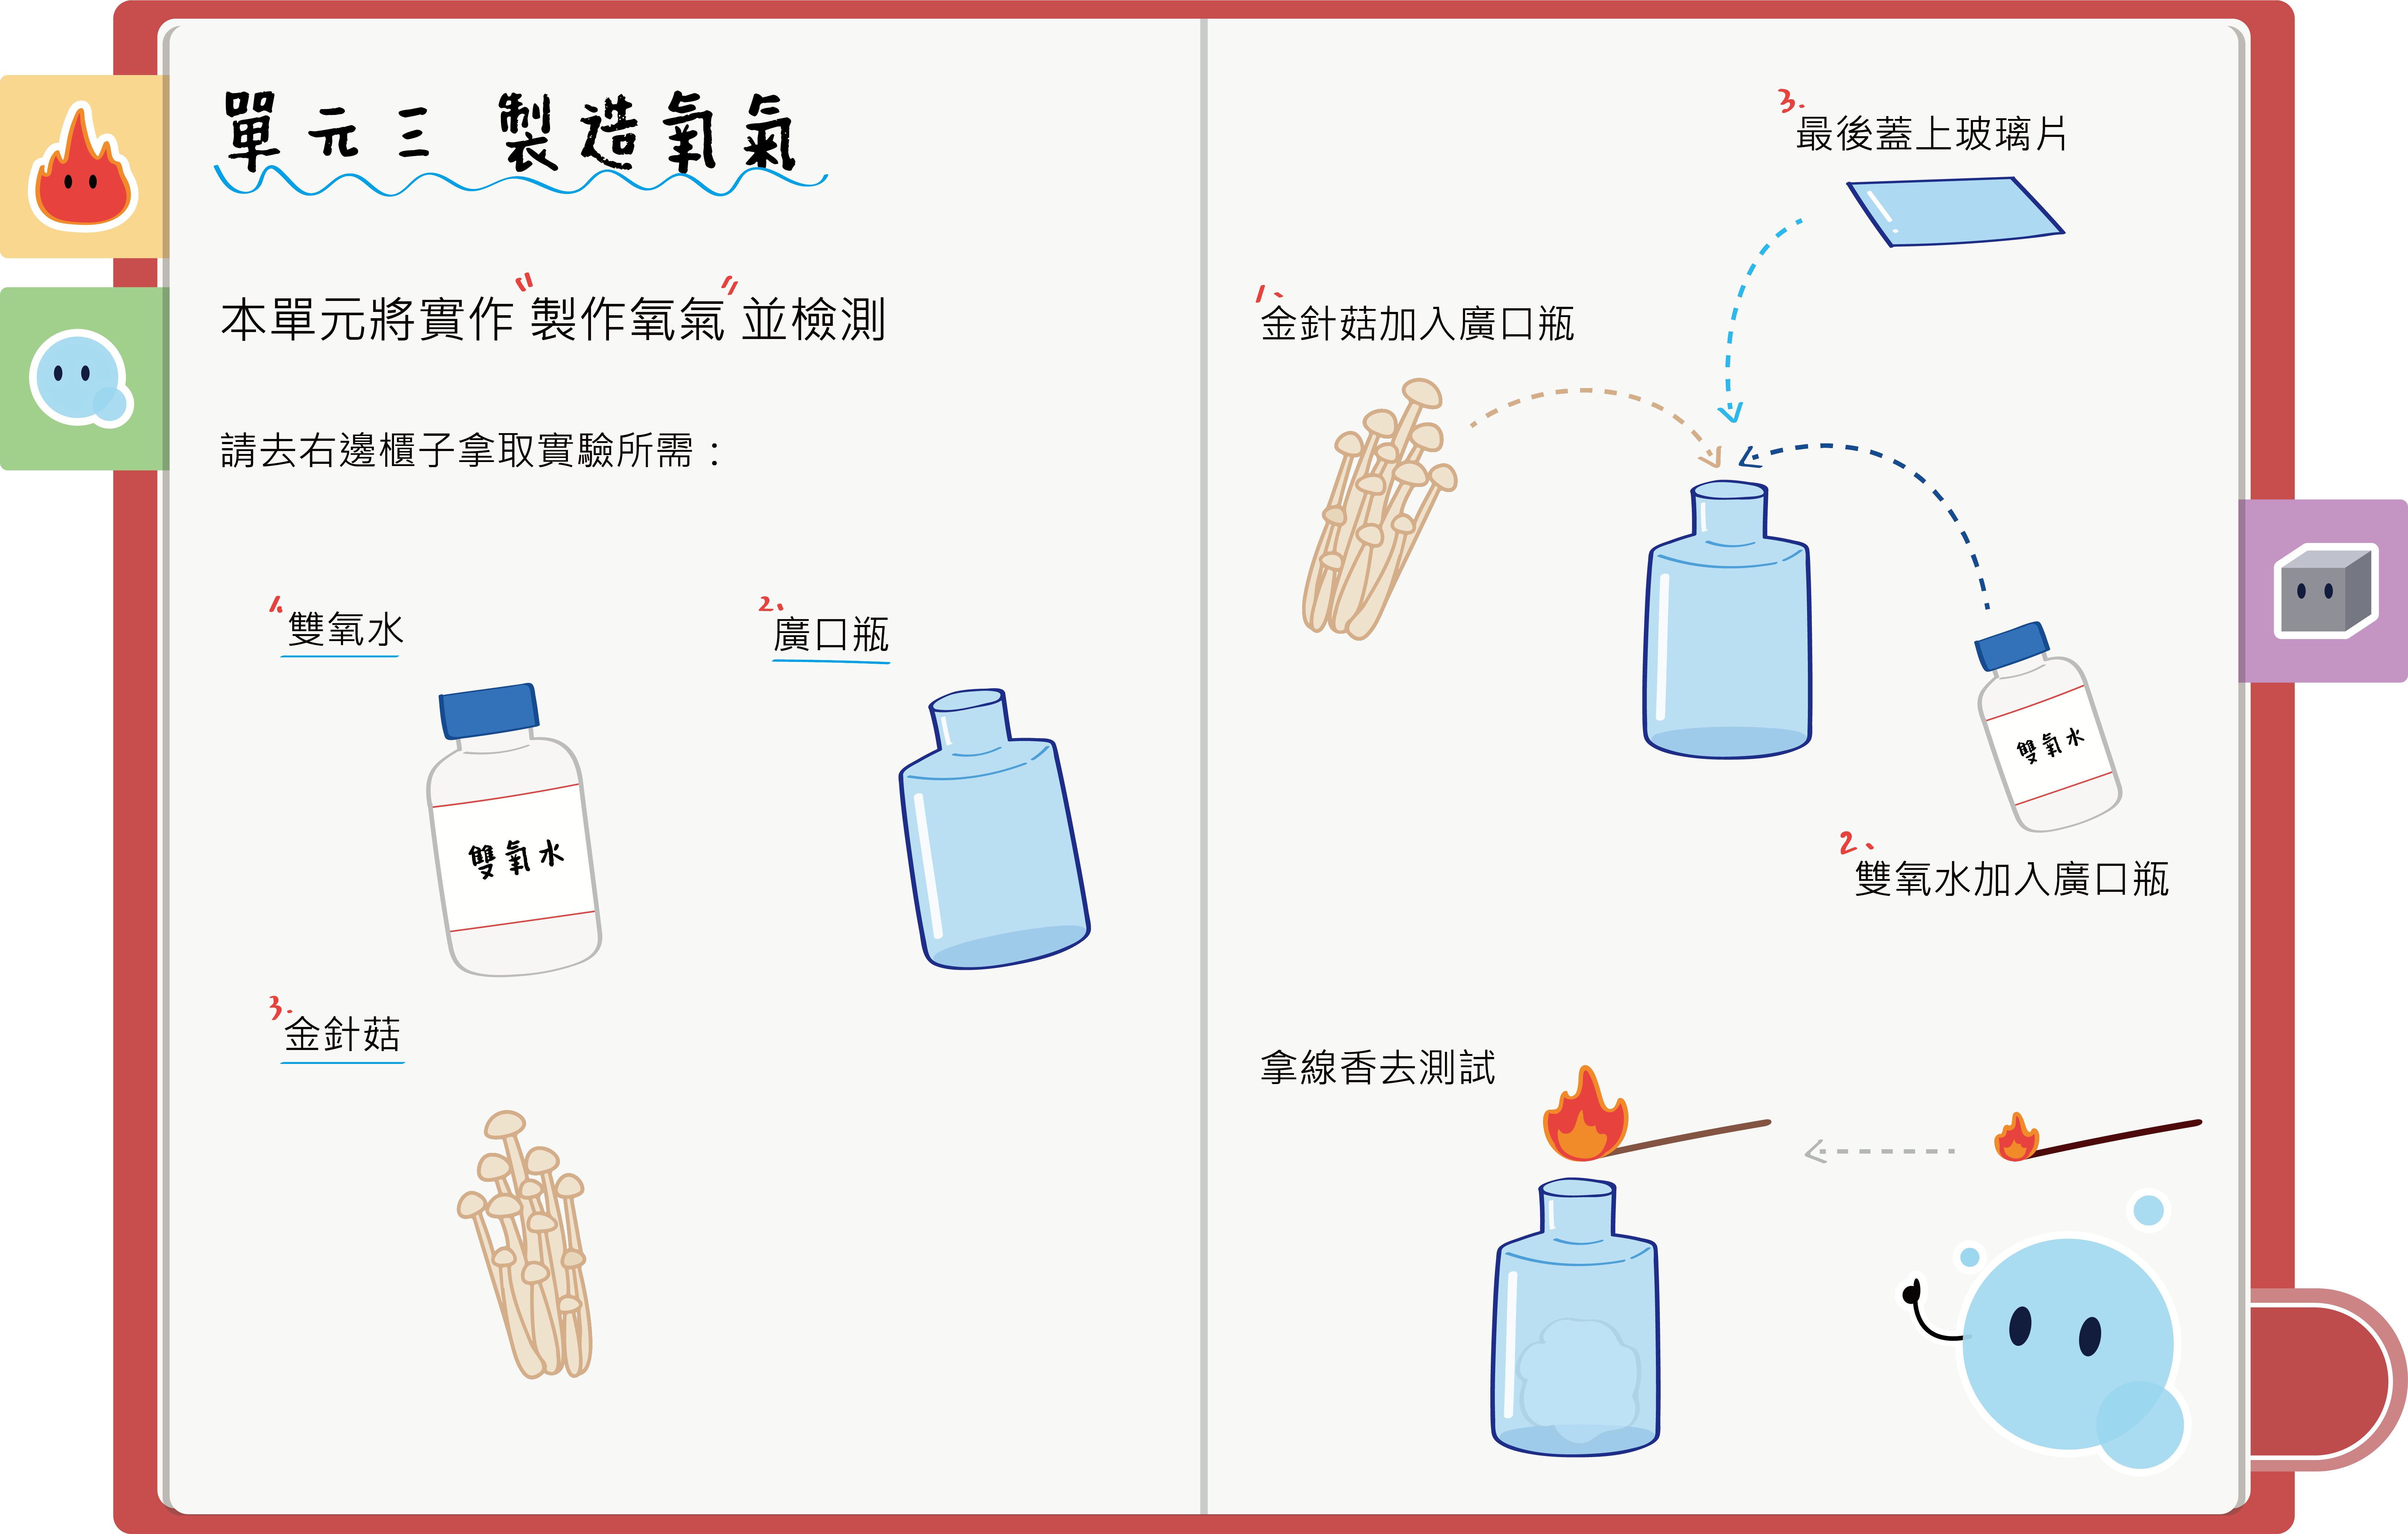 單元三 製造氧氣
本單元將實作"製作氧氣"並檢測
請去右邊櫃子拿取實驗所需：
1.雙氧水
2.廣口瓶
雙氧水
3.金針菇
3.最後蓋上玻璃片
1、金針菇加入廣口瓶
雙氧水
2、雙氧水加入廣口瓶
拿線香去測試